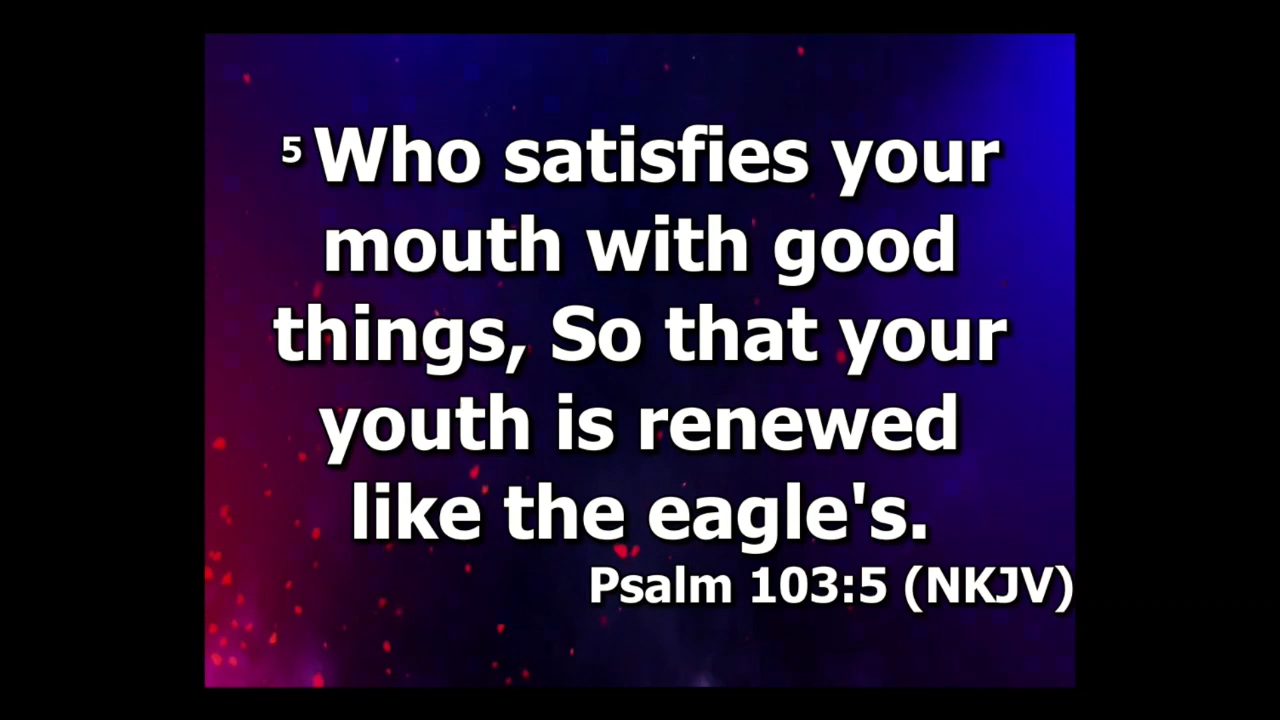 5 Who satisfies your
mouth with good
things, So that your
youth is renewed
like the eagle's.
Psalm 103:5 (NKJV)